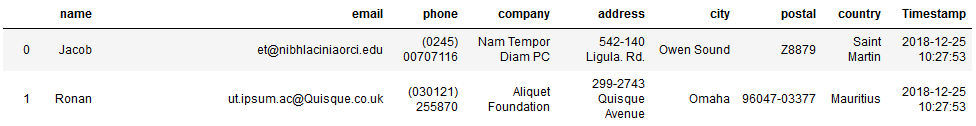 name email phone company address city postal country Timestamp
0 Jacob et@nibhlaciniaorci.edu (0245) 00707116 Nam Tempor Diam PC 542-140 Ligula. Rd. Owen Sound Z8879 Saint Martin 2018-12-25 10:27:53
1 Ronan ut.ipsum.ac@Quisque.co.uk (030121) 255870 Aliquet Foundation 299-2743 Quisque Avenue Omaha 96047-03377 Mauritius 2018-12-25 10:27:53